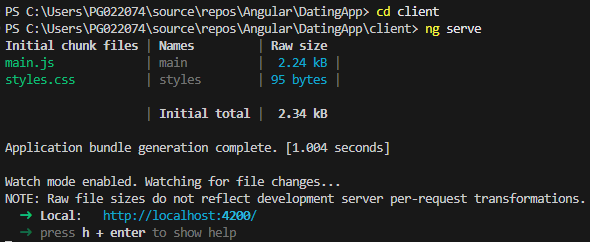 PS C:\Users\PG022074\source\repos\Angular\DatingApp> cd client
PS C:\Users\PG022074\source\repos\Angular\DatingApp\client> ng serve
Initial chunk files | Names | Raw size
main.js | main | 2.24 kB |
styles.css | styles | 95 bytes |
| Initial total | 2.34 kB
Application bundle generation complete. [1.004 seconds]
Watch mode enabled. Watching for file changes...
NOTE: Raw file sizes do not reflect development server per-request transformations.
➜ Local: http://localhost:4200/
➜ press h + enter to show help